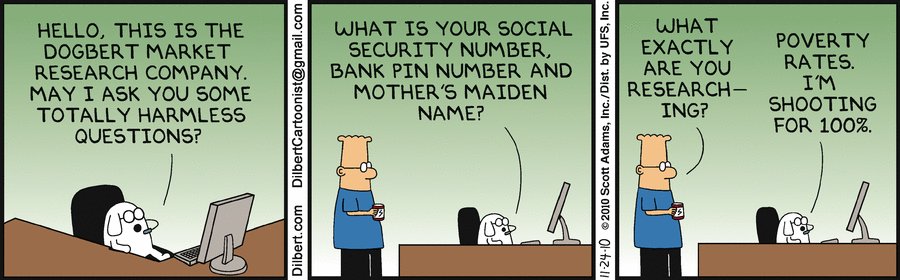 HELLO, THIS IS THE
DOGBERT MARKET
RESEARCH COMPANY.
MAY I ASK YOU SOME
TOTALLY HARMLESS
QUESTIONS?
Dilbert.com DilbertCartoonist@gmail.com
WHAT IS YOUR SOCIAL
SECURITY NUMBER,
BANK PIN NUMBER AND
MOTHER'S MAIDEN
NAME?
11-24-10 © 2010 Scott Adams, Inc./Dist. by UFS, Inc.
WHAT
EXACTLY
ARE YOU
RESEARCH—
ING?
POVERTY
RATES.
I'M
SHOOTING
FOR 100%.